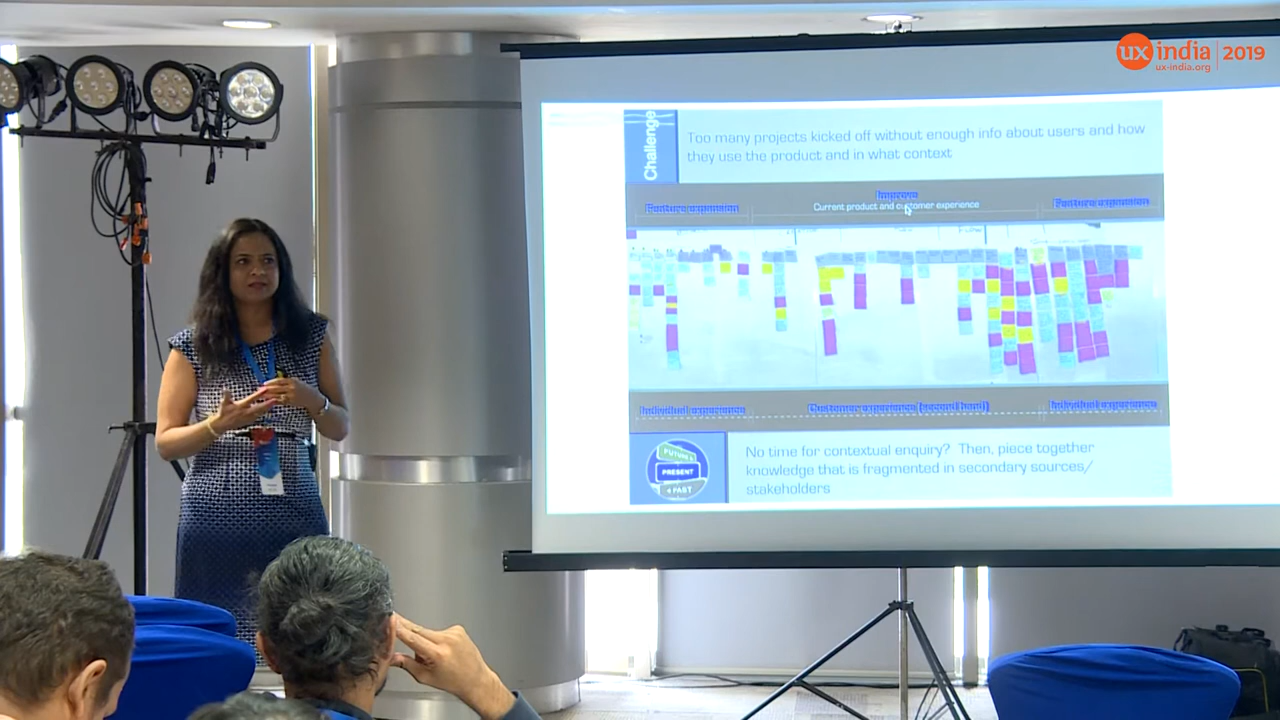 ux india 2019
ux-india.org
Challenge
Too many projects kicked off without enough info about users and how
they use the product and in what context
Improve
Feature expansion
Current product and customer experience
Feature expansion
Individual experience
Customer experience (second hand)
Individual experience
FUTURE
PRESENT
PAST
No time for contextual enquiry? Then, piece together
knowledge that is fragmented in secondary sources/
stakeholders